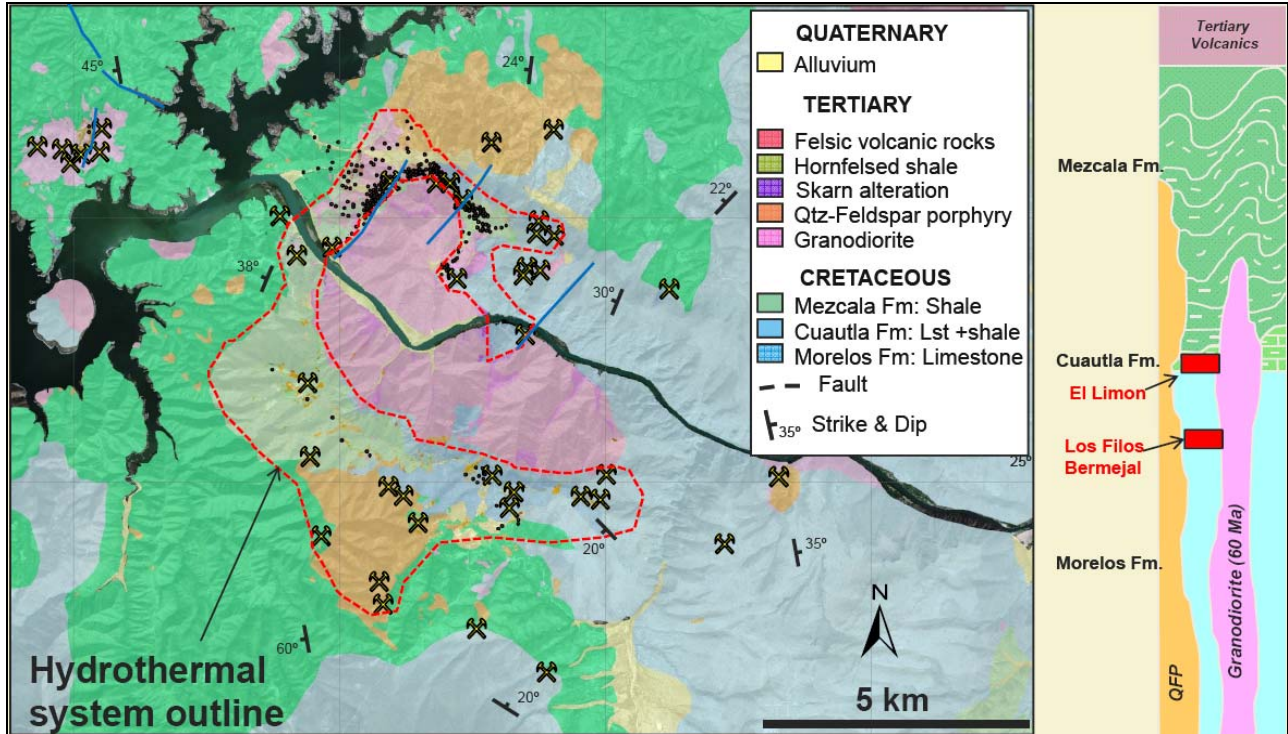 QUATERNARY
Alluvium
TERTIARY
Felsic volcanic rocks
Hornfelsed shale
Skarn alteration
Qtz-Feldspar porphyry
Granodiorite
CRETACEOUS
Mezcala Fm: Shale
Cuautla Fm: Lst +shale
Morelos Fm: Limestone
Fault
35° Strike & Dip
45°
24°
22°
38°
30°
25°
20°
35°
60°
20°
Hydrothermal
system outline
N
5 km
Tertiary
Volcanics
Mezcala Fm.
Cuautla Fm.
El Limon
Los Filos
Bermejal
Morelos Fm.
QFP
Granodiorite (60 Ma)